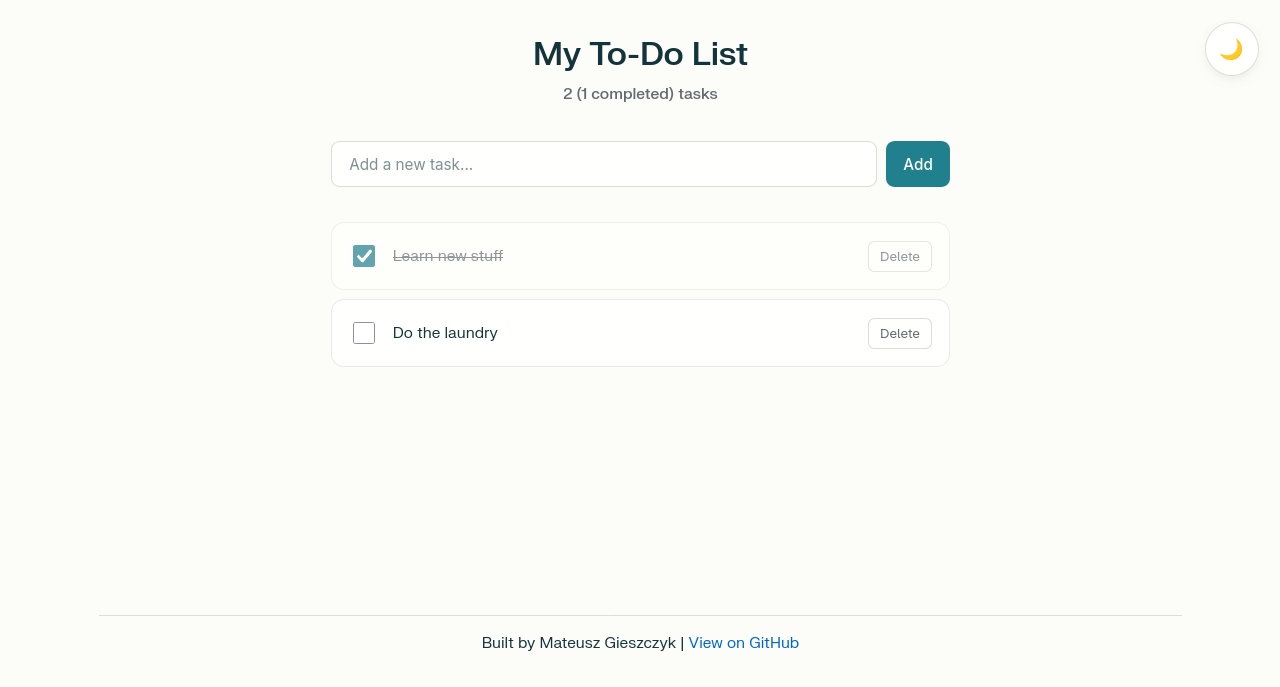 My To-Do List
2 (1 completed) tasks
Add a new task...
Add
Learn new stuff
Delete
Do the laundry
Delete
Built by Mateusz Gieszczyk | View on GitHub